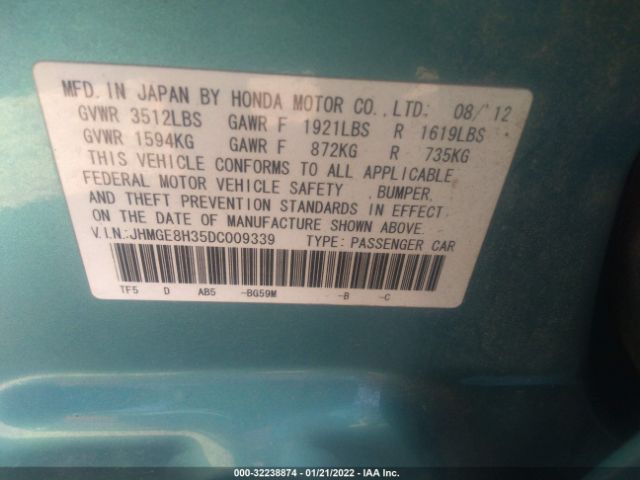 MFD. IN JAPAN BY HONDA MOTOR CO., LTD. 08/'12
GVWR 3512LBS GAWR F 1921LBS R 1619LBS
GVWR 1594KG GAWR F 872KG R 735KG
THIS VEHICLE CONFORMS TO ALL APPLICABLE
FEDERAL MOTOR VEHICLE SAFETY ,BUMPER,
AND THEFT PREVENTION STANDARDS IN EFFECT
ON THE DATE OF MANUFACTURE SHOWN ABOVE.
V.I.N.:JHMGE8H35DC009339 TYPE: PASSENGER CAR
TF5 D AB5 -BG59M -B -C
000-32238874 / 01/21/2022 - IAA Inc.